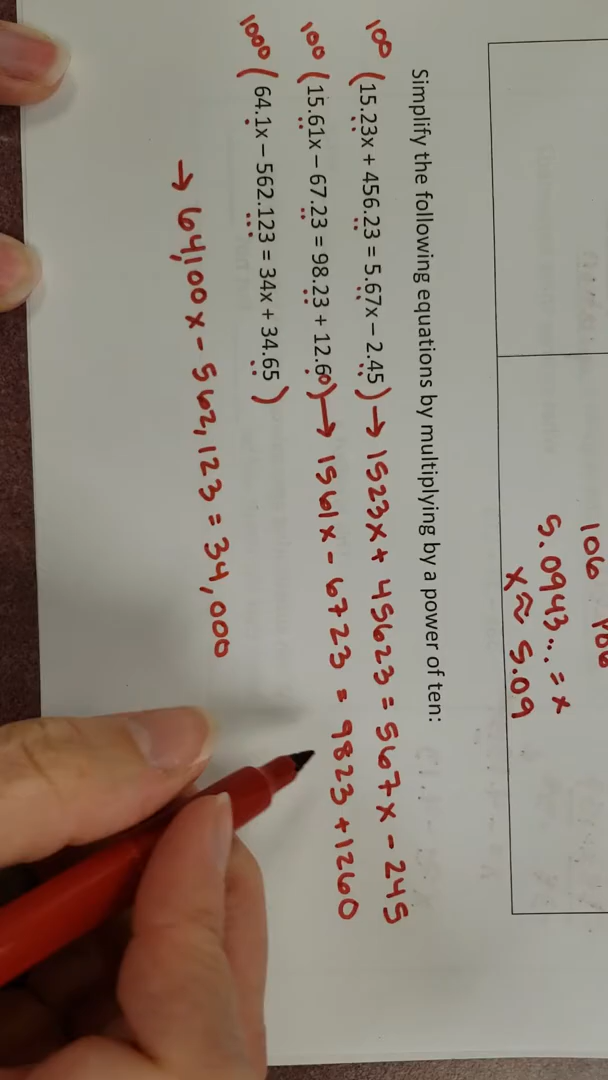 106 106
5.0943... = x
x ≈ 5.09
Simplify the following equations by multiplying by a power of ten:
100 (15.23x + 456.23 = 5.67x – 2.45) → 1523x + 45623 = 567x - 245
100 (15.61x – 67.23 = 98.23 + 12.60) → 1561x - 6723 = 9823 + 1260
1000 (64.1x – 562.123 = 34x + 34.65)
→ 64,100x - 562,123 = 34,000